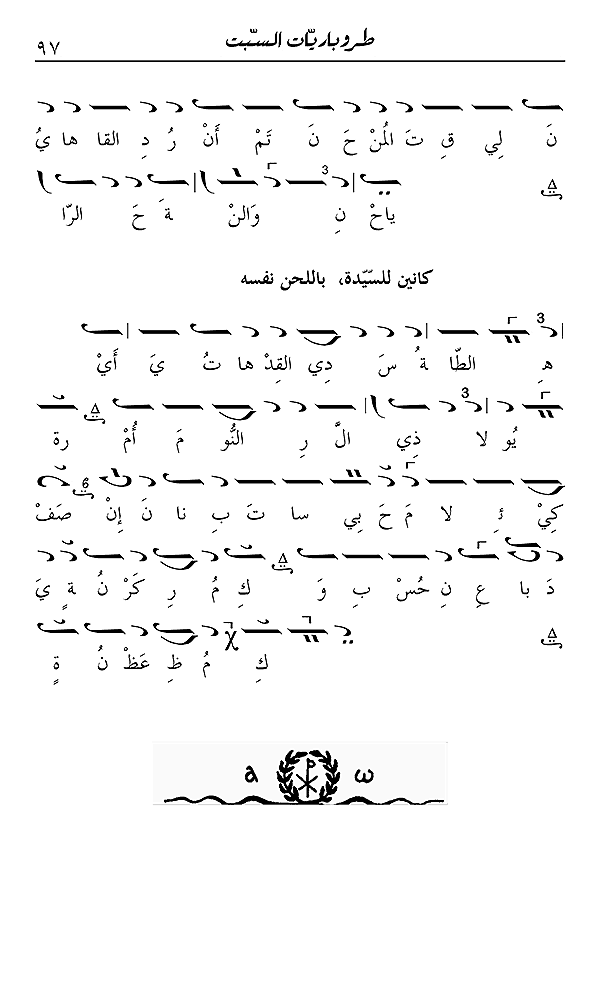 طروباريّات السّبت ٩٧
يُ ها القا دِ رُ أَنْ تَمْ نَ حَ المُنْ تَ قِ لِي نَ
الرّا حَ ةَ وَالنْ نِ ياحْ
كانين للسّيّدة، باللحن نفسه
أَيْ يَ تُ ها القِدْ دِي سَ ةُ الطّا هِـ
رة أُمْ مَ النُّو رِ الَّ ذِي لا يُو
صَفْ إِنْ نَ نا بِ تَ سا بِي حَ مَ لا ئِ كِيْ
يَ ةٍ نُ كَرْ رِ مُ كِ وَ بِ حُسْ نِ عِ با دَ
ةٍ نُ عَظْ ظِ مُ كِ
a ω